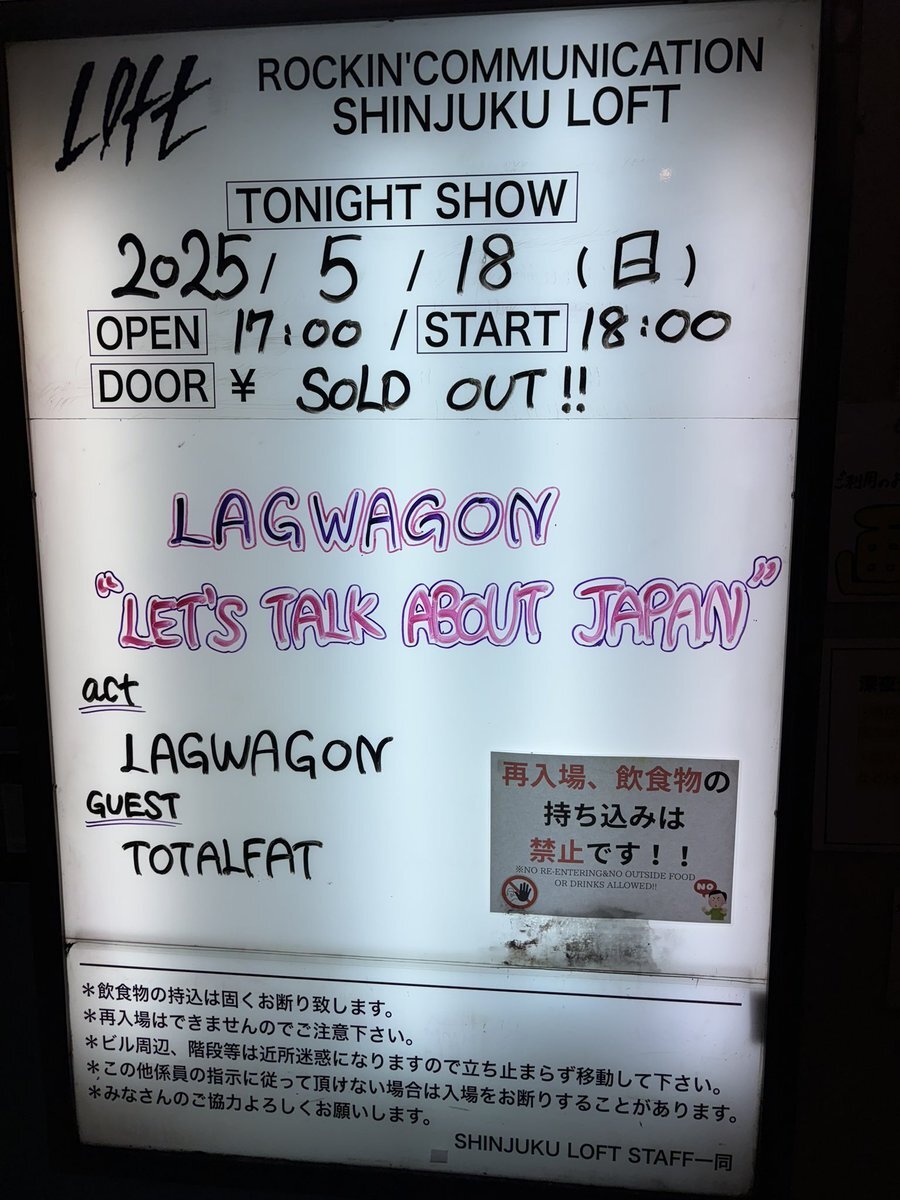 LOFT
ROCKIN'COMMUNICATION
SHINJUKU LOFT
TONIGHT SHOW
2025/ 5 / 18 (日)
OPEN 17:00 / START 18:00
DOOR ¥ SOLD OUT!!
LAGWAGON
“LET'S TALK ABOUT JAPAN”
act
LAGWAGON
GUEST
TOTALFAT
再入場、飲食物の
持ち込みは
禁止です！！
※NO RE-ENTERING&NO OUTSIDE FOOD
OR DRINKS ALLOWED!!
NO
＊飲食物の持込は固くお断り致します。
＊再入場はできませんのでご注意下さい。
＊ビル周辺、階段等は近所迷惑になりますので立ち止まらず移動して下さい。
＊この他係員の指示に従って頂けない場合は入場をお断りすることがあります。
＊みなさんのご協力よろしくお願いします。
SHINJUKU LOFT STAFF一同
ご利用の